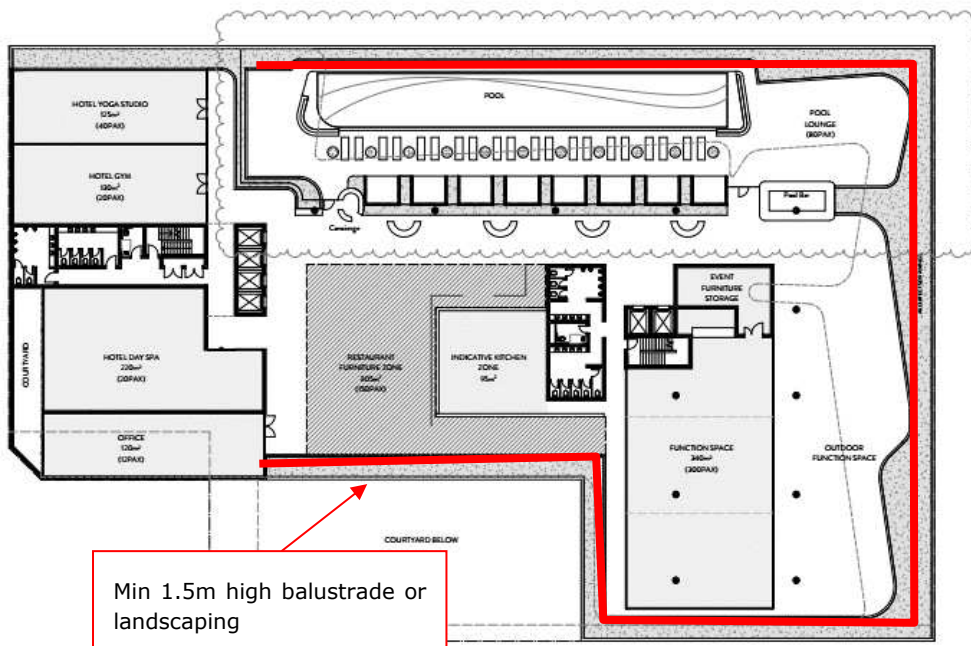 HOTEL YOGA STUDIO
125m²
(40PAX)
POOL
POOL
LOUNGE
(80PAX)
HOTEL GYM
130m²
(20PAX)
Pool Bar
Concierge
EVENT
FURNITURE
STORAGE
COURTYARD
HOTEL DAY SPA
220m²
(20PAX)
RESTAURANT
FURNITURE ZONE
305m²
(150PAX)
INDICATIVE KITCHEN
ZONE
95m²
OFFICE
120m²
(12PAX)
FUNCTION SPACE
340m²
(300PAX)
OUTDOOR
FUNCTION SPACE
COURTYARD BELOW
Min 1.5m high balustrade or
landscaping